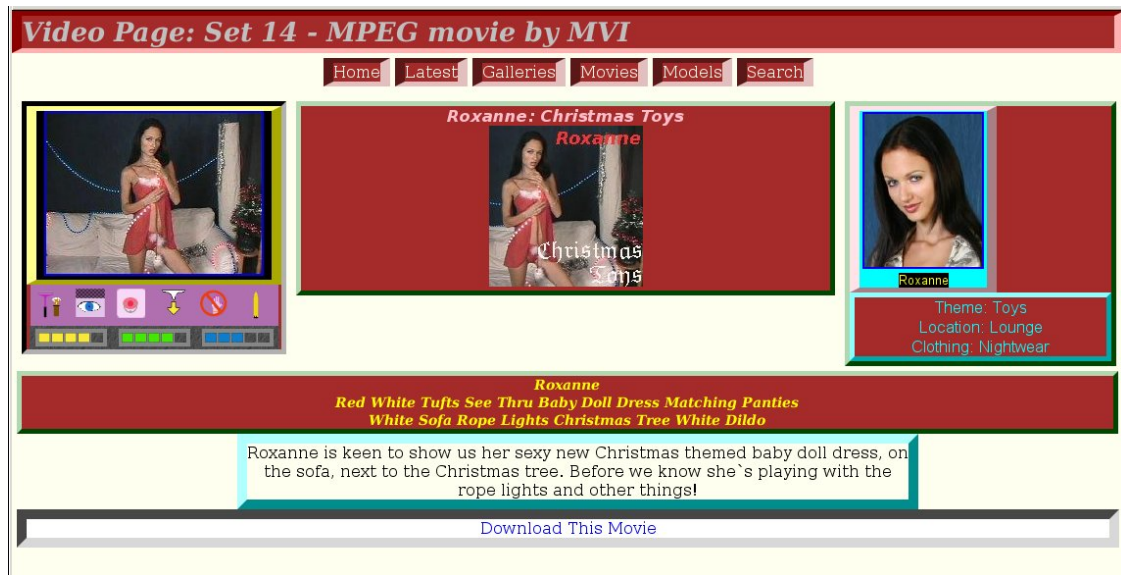 Video Page: Set 14 - MPEG movie by MVI
Home Latest Galleries Movies Models Search
Roxanne: Christmas Toys
Roxanne
Christmas
Toys
Roxanne
Theme: Toys
Location: Lounge
Clothing: Nightwear
Roxanne
Red White Tufts See Thru Baby Doll Dress Matching Panties
White Sofa Rope Lights Christmas Tree White Dildo
Roxanne is keen to show us her sexy new Christmas themed baby doll dress, on
the sofa, next to the Christmas tree. Before we know she`s playing with the
rope lights and other things!
Download This Movie